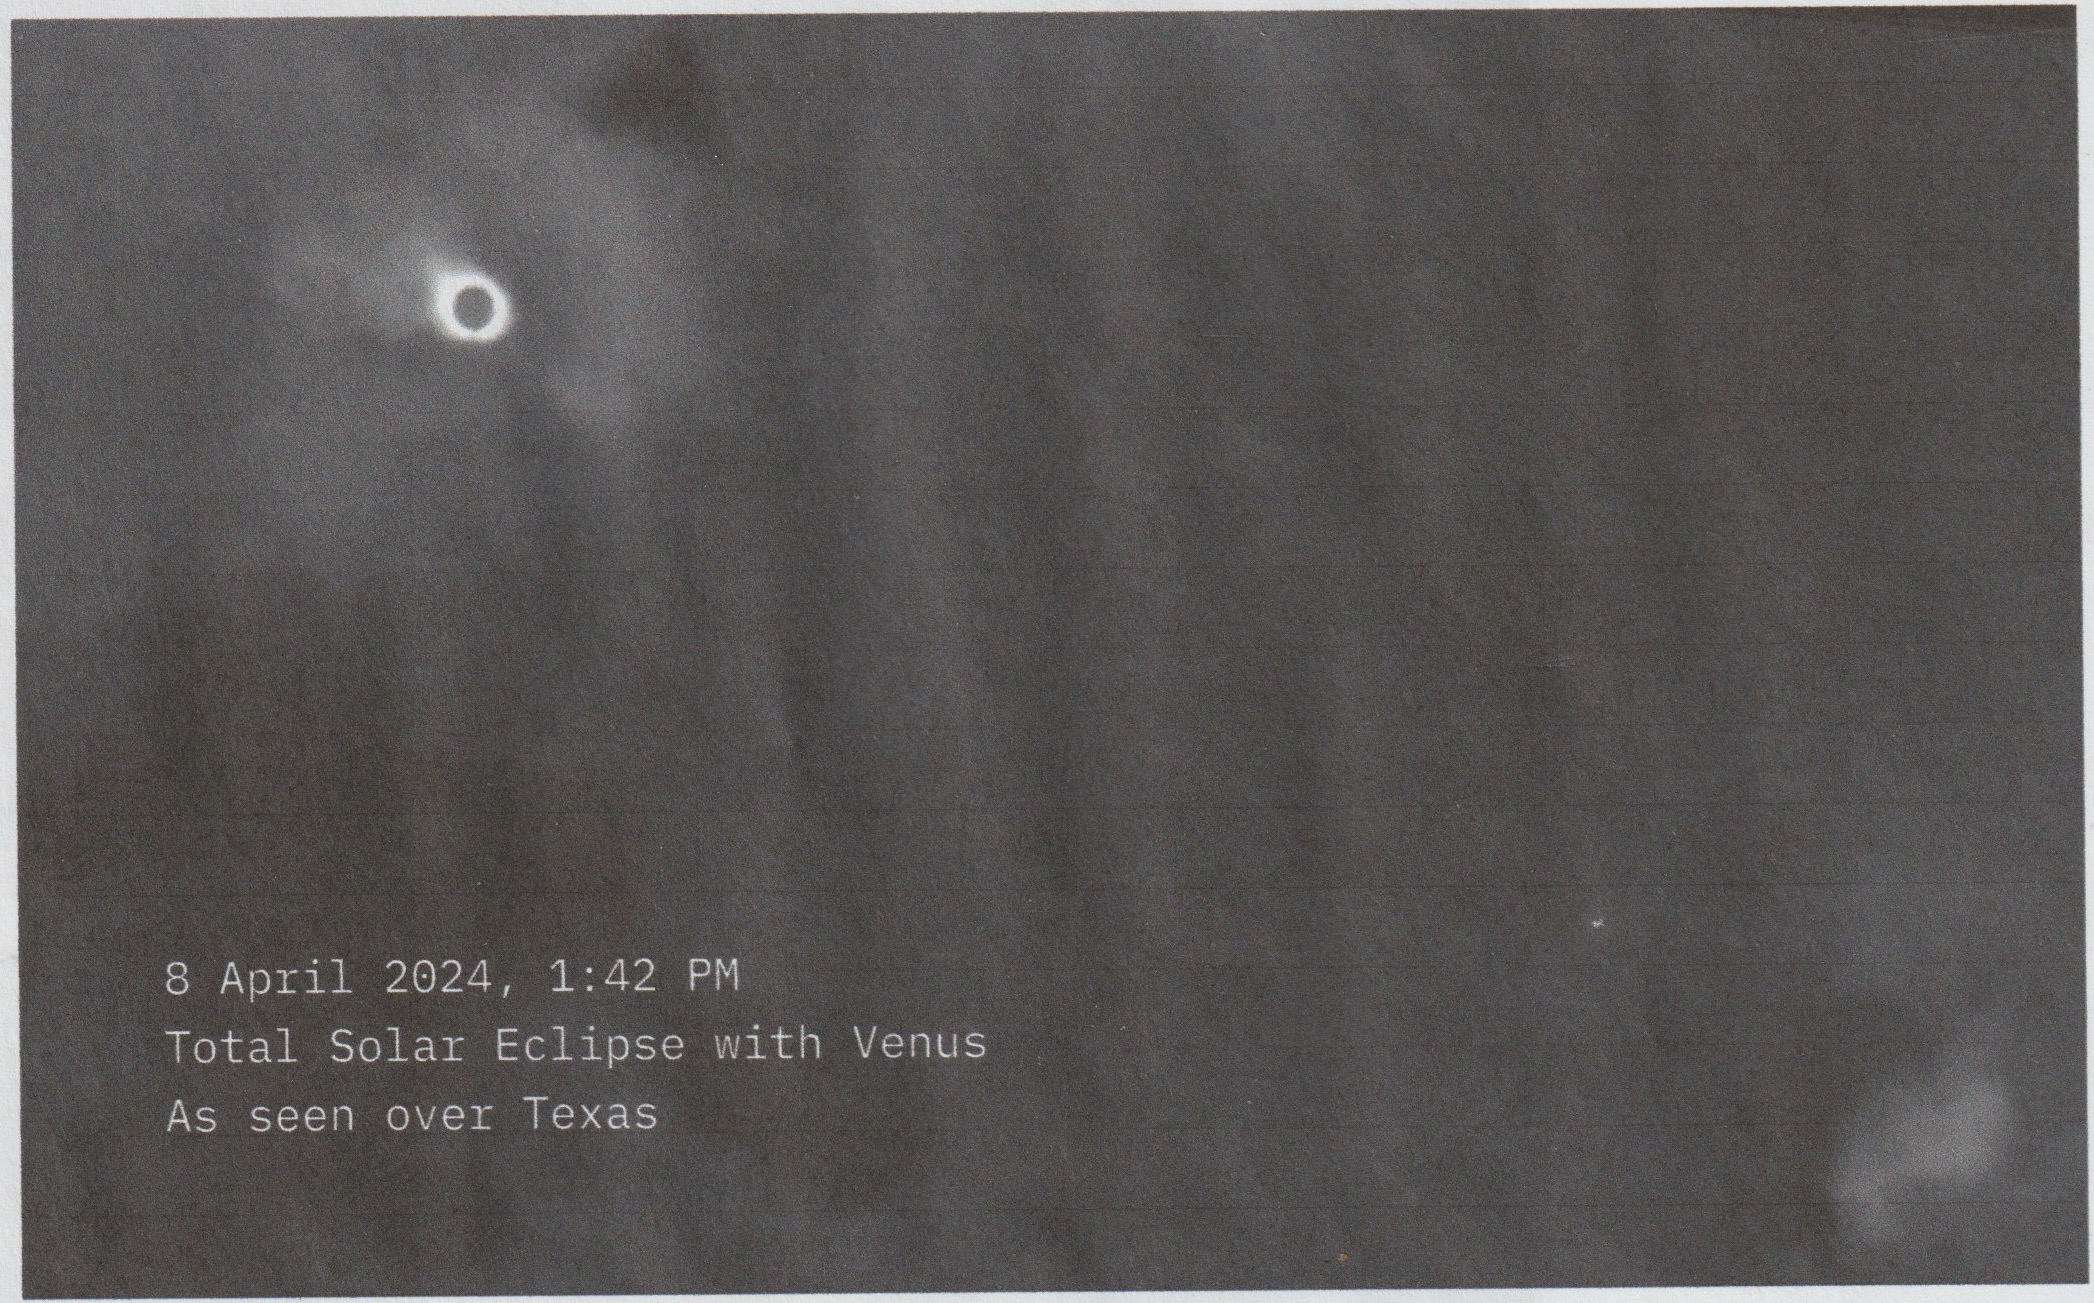 8 April 2024, 1:42 PM
Total Solar Eclipse with Venus
As seen over Texas